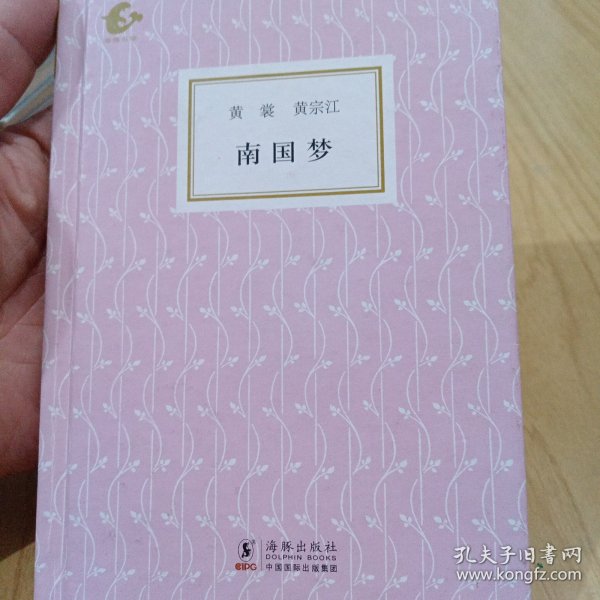 黄 裳 黄宗江
南国梦
海豚出版社
DOLPHIN BOOKS
CIPG 中国国际出版集团
孔夫子旧书网
www.kongfz.com